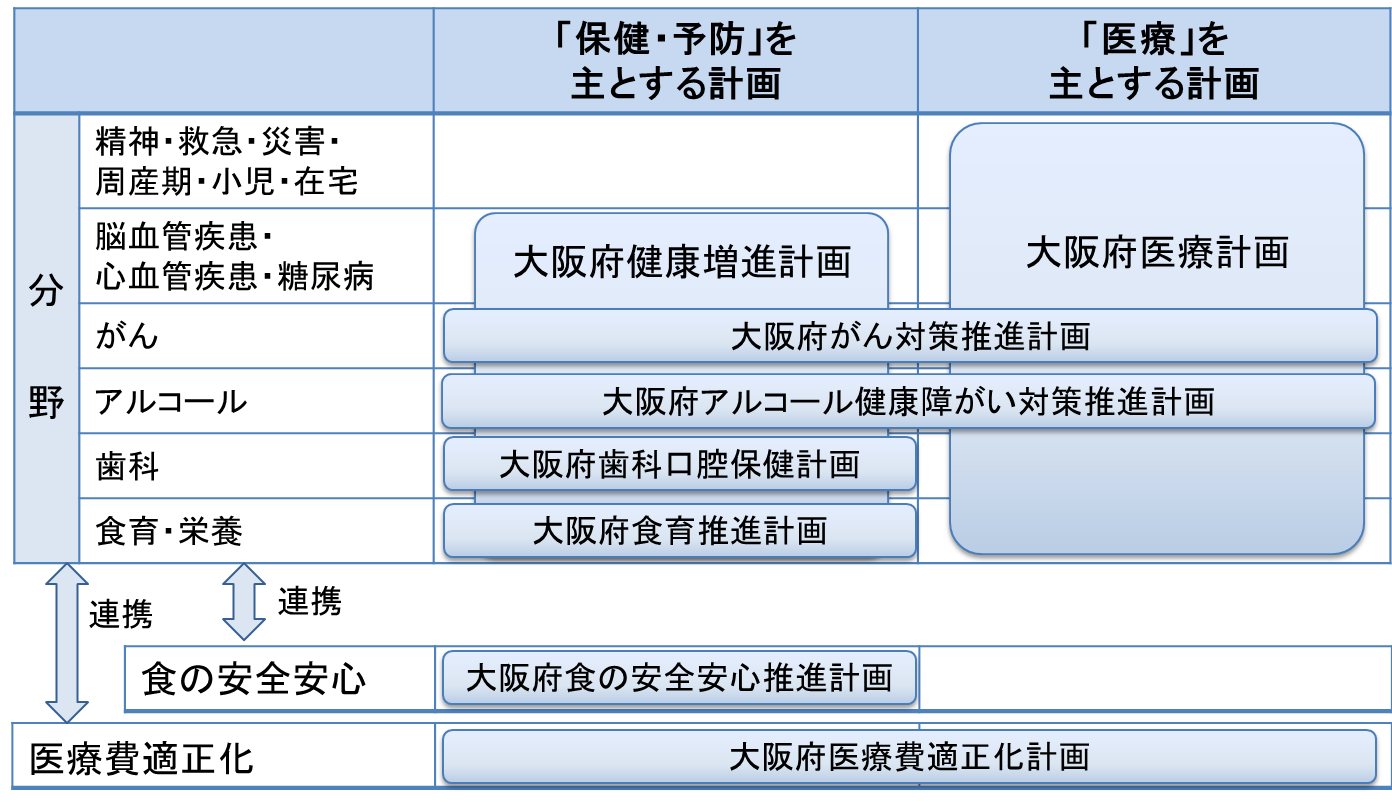 「保健・予防」を
主とする計画
「医療」を
主とする計画
分
野
精神・救急・災害・
周産期・小児・在宅
脳血管疾患・
心血管疾患・糖尿病
大阪府健康増進計画
大阪府医療計画
がん
大阪府がん対策推進計画
アルコール
大阪府アルコール健康障がい対策推進計画
歯科
大阪府歯科口腔保健計画
食育・栄養
大阪府食育推進計画
連携
連携
食の安全安心
大阪府食の安全安心推進計画
医療費適正化
大阪府医療費適正化計画